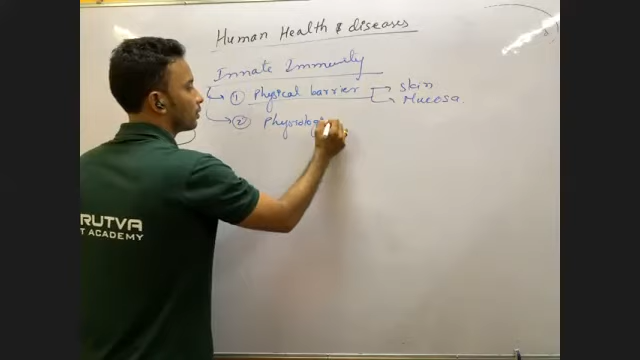 Human Health & diseases
Innate Immunity
① Physical barrier → Skin
→ Mucosa.
② Physiolog
RUTVA
T ACADEMY